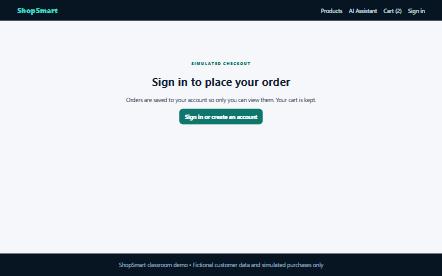 ShopSmart
Products AI Assistant Cart (2) Sign in
SIMULATED CHECKOUT
Sign in to place your order
Orders are saved to your account so only you can view them. Your cart is kept.
Sign in or create an account
ShopSmart classroom demo • Fictional customer data and simulated purchases only